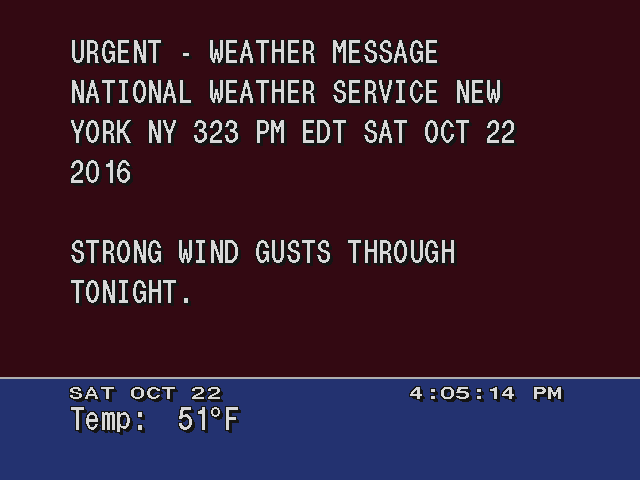 URGENT - WEATHER MESSAGE
NATIONAL WEATHER SERVICE NEW
YORK NY 323 PM EDT SAT OCT 22
2016
STRONG WIND GUSTS THROUGH
TONIGHT.
SAT OCT 22 4:05:14 PM
Temp: 51°F